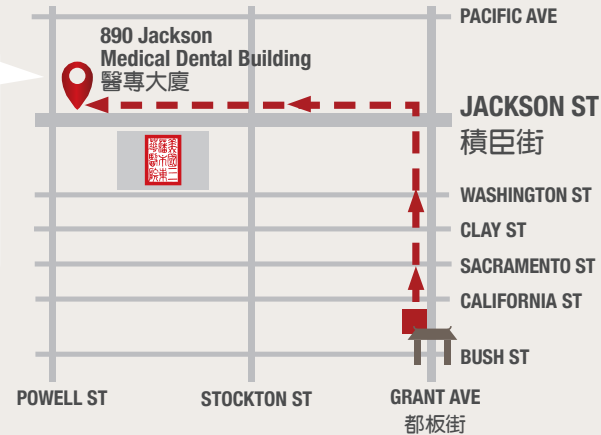 PACIFIC AVE
890 Jackson
Medical Dental Building
醫專大廈
JACKSON ST
積臣街
WASHINGTON ST
CLAY ST
SACRAMENTO ST
CALIFORNIA ST
BUSH ST
POWELL ST
STOCKTON ST
GRANT AVE
都板街